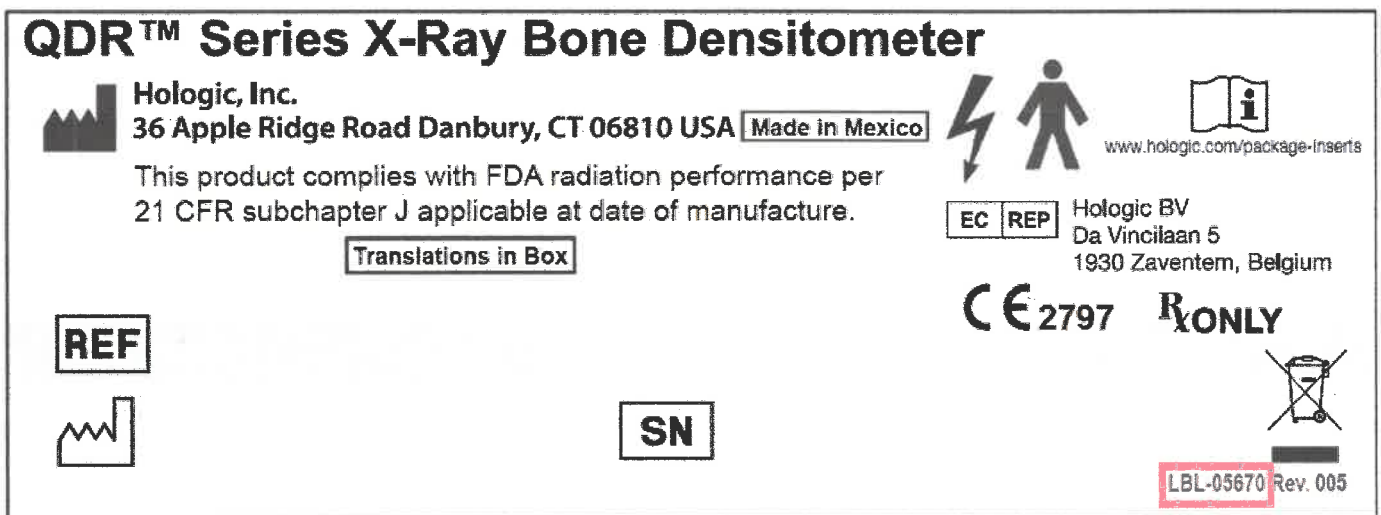 QDR™ Series X-Ray Bone Densitometer
Hologic, Inc.
36 Apple Ridge Road Danbury, CT 06810 USA Made in Mexico
This product complies with FDA radiation performance per
21 CFR subchapter J applicable at date of manufacture.
Translations in Box
www.hologic.com/package-inserts
EC REP
Hologic BV
Da Vincilaan 5
1930 Zaventem, Belgium
CE 2797
Rx ONLY
REF
SN
LBL-05670 Rev. 005